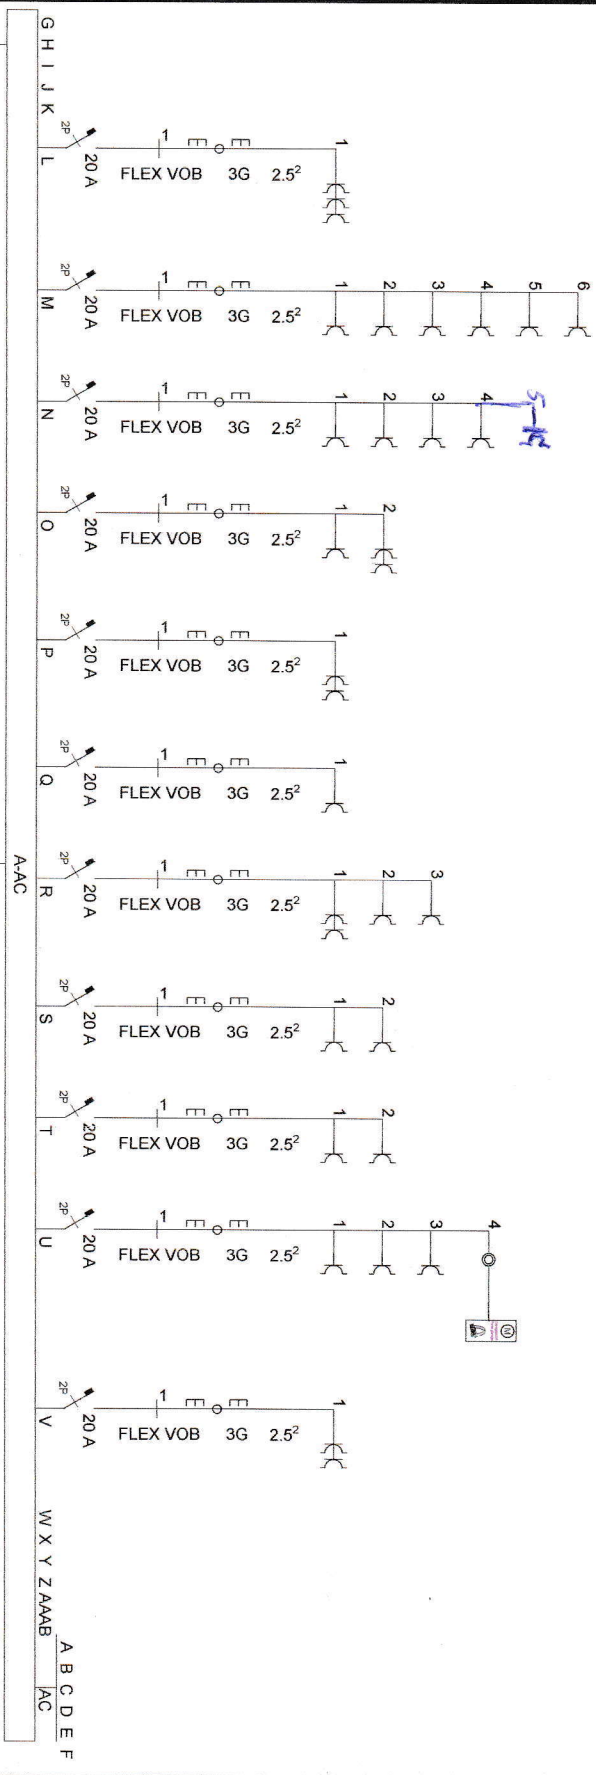 G H I J K
2P 20 A 1 FLEX VOB 3G 2.5² 1
L
2P 20 A 1 FLEX VOB 3G 2.5² 1 2 3 4 5 6
M
2P 20 A 1 FLEX VOB 3G 2.5² 1 2 3 4
N
2P 20 A 1 FLEX VOB 3G 2.5² 1 2
O
2P 20 A 1 FLEX VOB 3G 2.5² 1
P
2P 20 A 1 FLEX VOB 3G 2.5² 1
Q
2P 20 A 1 FLEX VOB 3G 2.5² 1 2 3
R
A-AC
2P 20 A 1 FLEX VOB 3G 2.5² 1 2
S
2P 20 A 1 FLEX VOB 3G 2.5² 1 2
T
2P 20 A 1 FLEX VOB 3G 2.5² 1 2 3 4
U
M
2P 20 A 1 FLEX VOB 3G 2.5² 1
V
W X Y Z AAAB
A B C D E F
AC